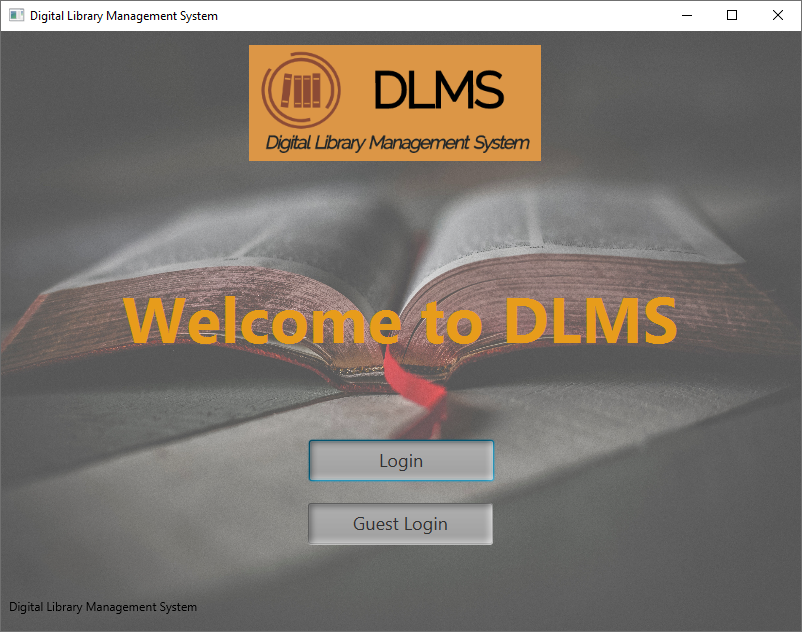 Digital Library Management System
DLMS
Digital Library Management System
Welcome to DLMS
Login
Guest Login
Digital Library Management System